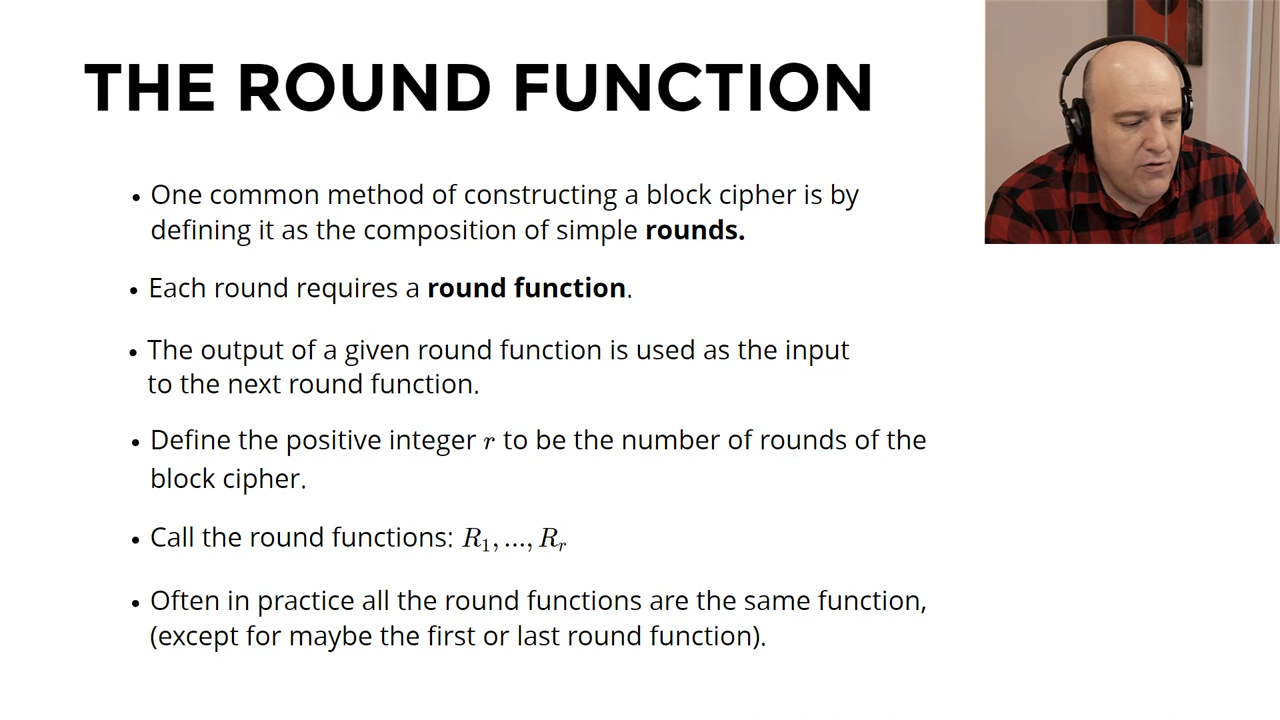 THE ROUND FUNCTION
• One common method of constructing a block cipher is by
defining it as the composition of simple rounds.
• Each round requires a round function.
• The output of a given round function is used as the input
to the next round function.
• Define the positive integer r to be the number of rounds of the
block cipher.
• Call the round functions: R₁, ..., Rᵣ
• Often in practice all the round functions are the same function,
(except for maybe the first or last round function).